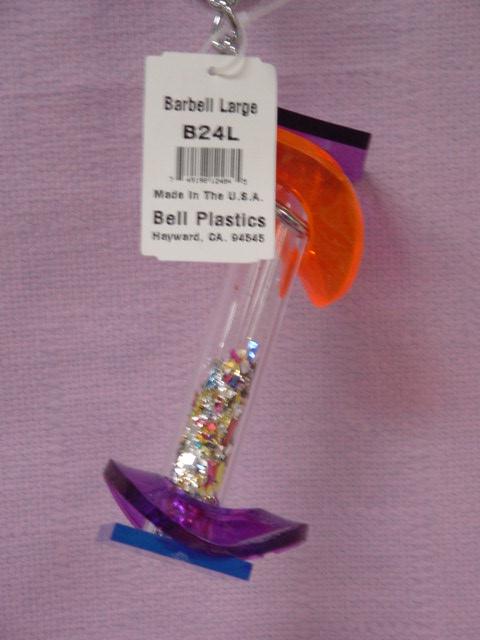 Barbell Large
B24L
Made In The U.S.A.
Bell Plastics
Hayward, CA. 94545